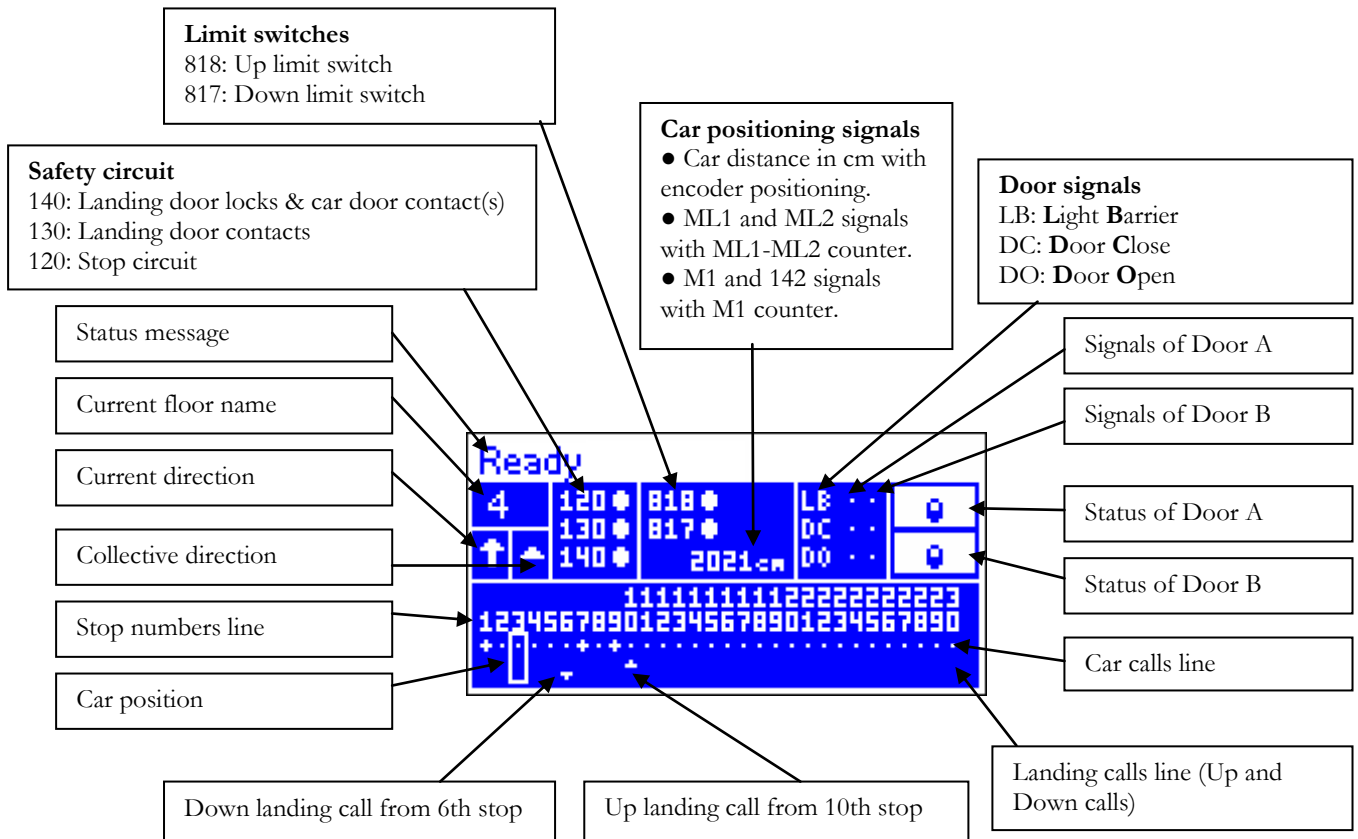 Limit switches
818: Up limit switch
817: Down limit switch
Safety circuit
140: Landing door locks & car door contact(s)
130: Landing door contacts
120: Stop circuit
Car positioning signals
● Car distance in cm with
encoder positioning.
● ML1 and ML2 signals
with ML1-ML2 counter.
● M1 and 142 signals
with M1 counter.
Door signals
LB: Light Barrier
DC: Door Close
DO: Door Open
Status message
Current floor name
Current direction
Collective direction
Stop numbers line
Car position
Signals of Door A
Signals of Door B
Status of Door A
Status of Door B
Car calls line
Landing calls line (Up and
Down calls)
Ready
4 120 818 LB
130 817 DC
140 2021cm DO
111111111122222222223
123456789012345678901234567890
Down landing call from 6th stop
Up landing call from 10th stop